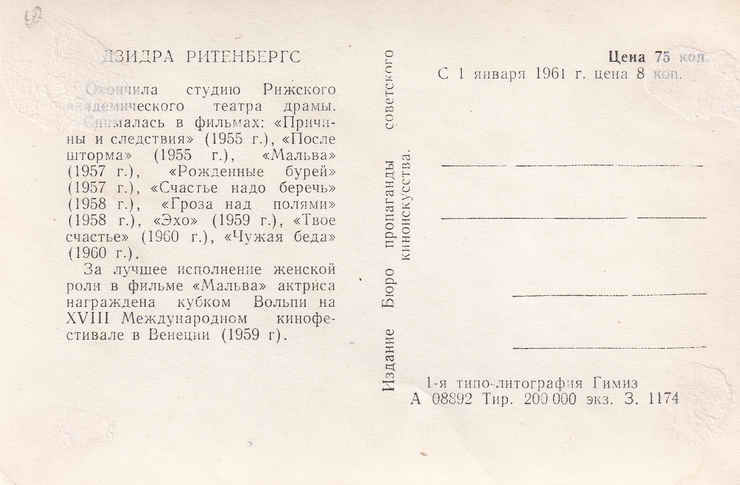 ДЗИДРА РИТЕНБЕРГС
Окончила студию Рижского
академического театра драмы.
Снималась в фильмах: «Причи-
ны и следствия» (1955 г.), «После
шторма» (1955 г.), «Мальва»
(1957 г.), «Рожденные бурей»
(1957 г.), «Счастье надо беречь»
(1958 г.), «Гроза над полями»
(1958 г.), «Эхо» (1959 г.), «Твое
счастье» (1960 г.), «Чужая беда»
(1960 г.).
За лучшее исполнение женской
роли в фильме «Мальва» актриса
награждена кубком Вольпи на
XVIII Международном кинофе-
стивале в Венеции (1959 г).
Издание Бюро пропаганды советского
киноискусства.
Цена 75 коп.
С 1 января 1961 г. цена 8 коп.
1-я типо-литография Гимиз
А 08892 Тир. 200 000 экз. З. 1174